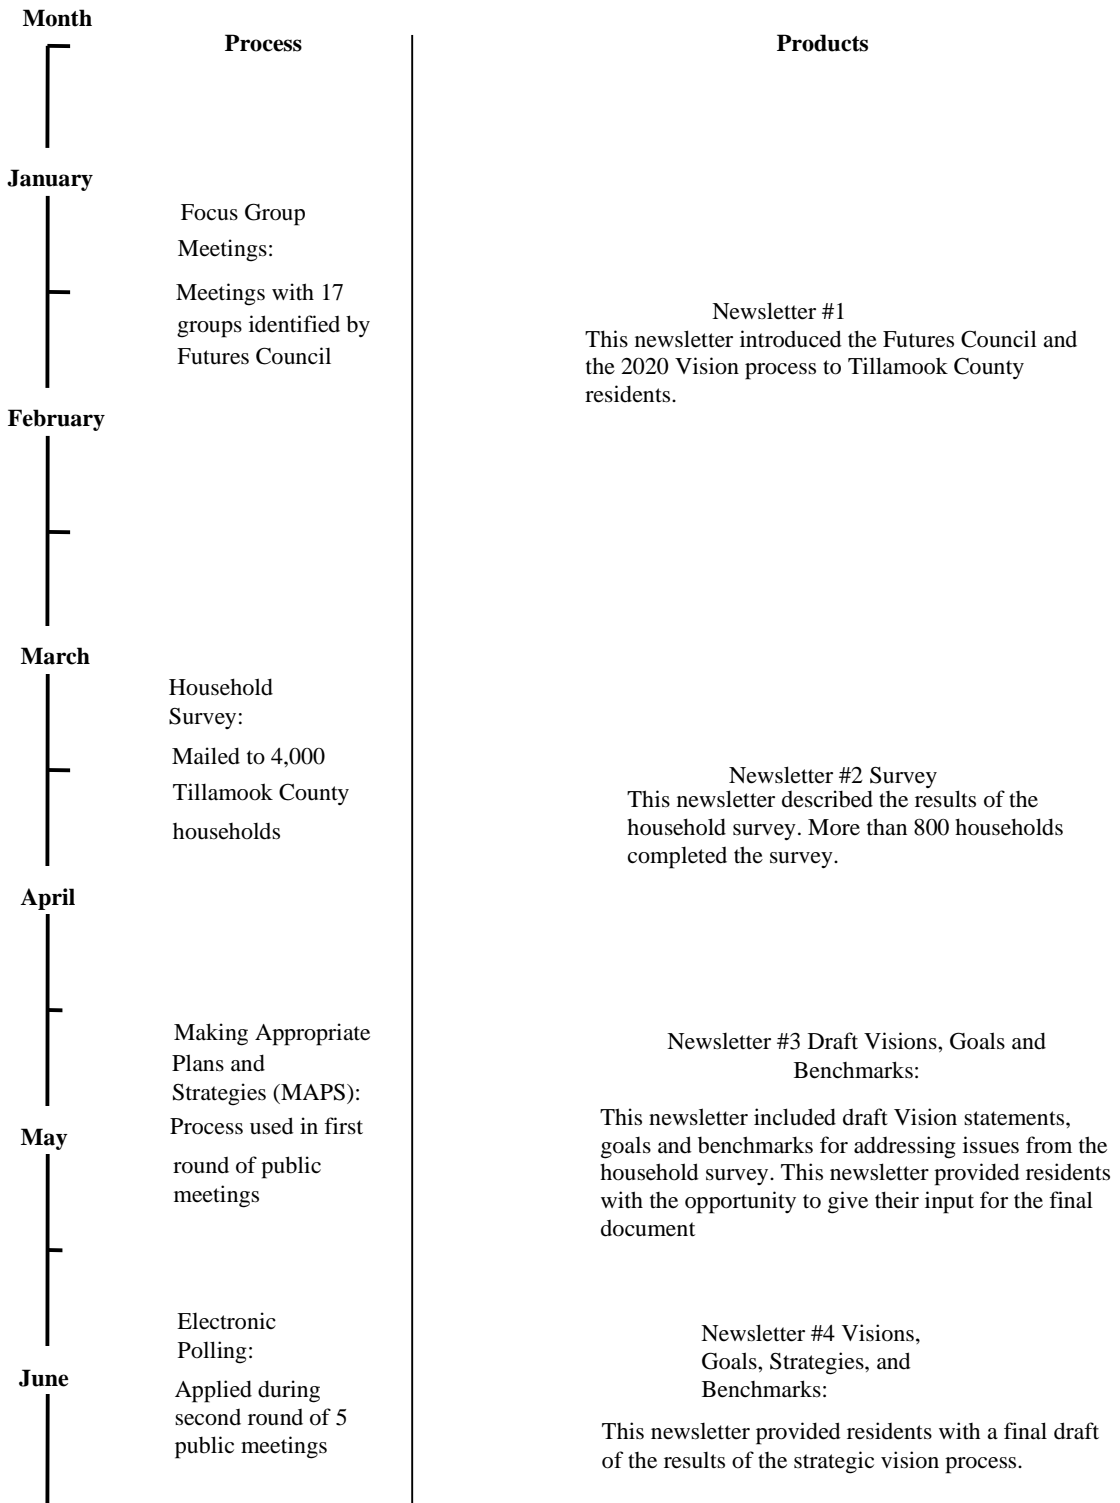 Month
Process
Products
January
Focus Group
Meetings:
Meetings with 17
groups identified by
Futures Council
Newsletter #1
This newsletter introduced the Futures Council and
the 2020 Vision process to Tillamook County
residents.
February
March
Household
Survey:
Mailed to 4,000
Tillamook County
households
Newsletter #2 Survey
This newsletter described the results of the
household survey. More than 800 households
completed the survey.
April
Making Appropriate
Plans and
Strategies (MAPS):
Process used in first
round of public
meetings
Newsletter #3 Draft Visions, Goals and
Benchmarks:
This newsletter included draft Vision statements,
goals and benchmarks for addressing issues from the
household survey. This newsletter provided residents
with the opportunity to give their input for the final
document
May
Electronic
Polling:
Applied during
second round of 5
public meetings
Newsletter #4 Visions,
Goals, Strategies, and
Benchmarks:
This newsletter provided residents with a final draft
of the results of the strategic vision process.
June